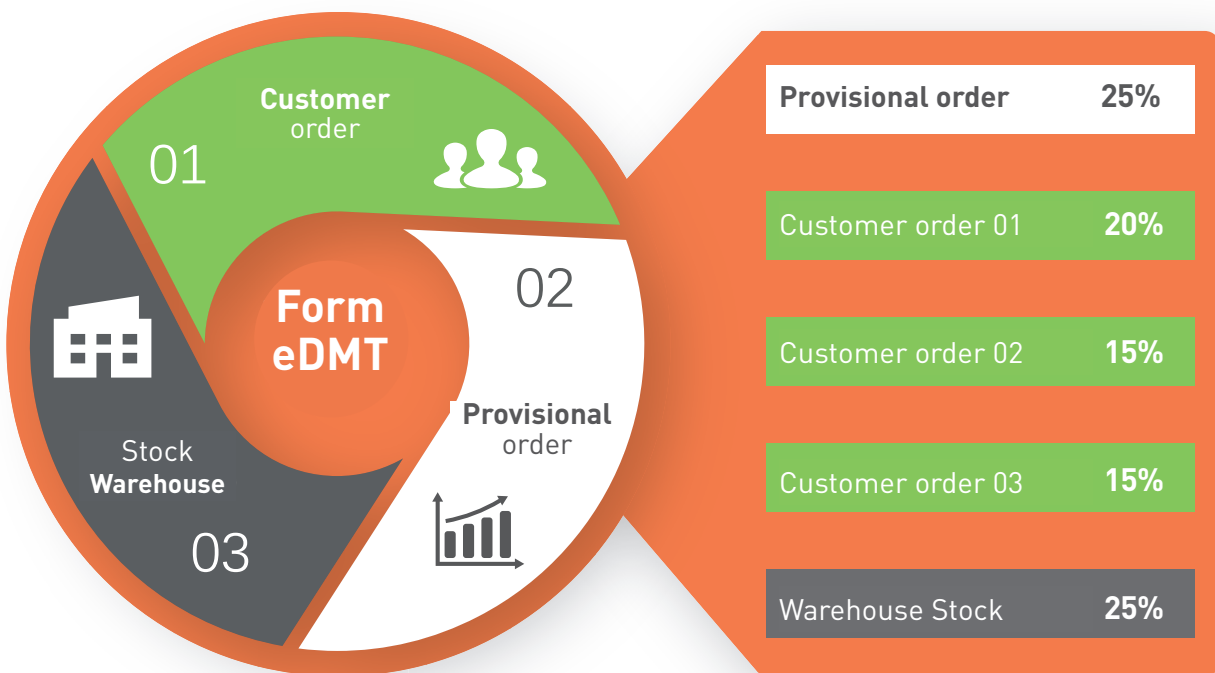 Customer
order
01
02
Form
eDMT
Provisional
order
Stock
Warehouse
03
Provisional order 25%
Customer order 01 20%
Customer order 02 15%
Customer order 03 15%
Warehouse Stock 25%